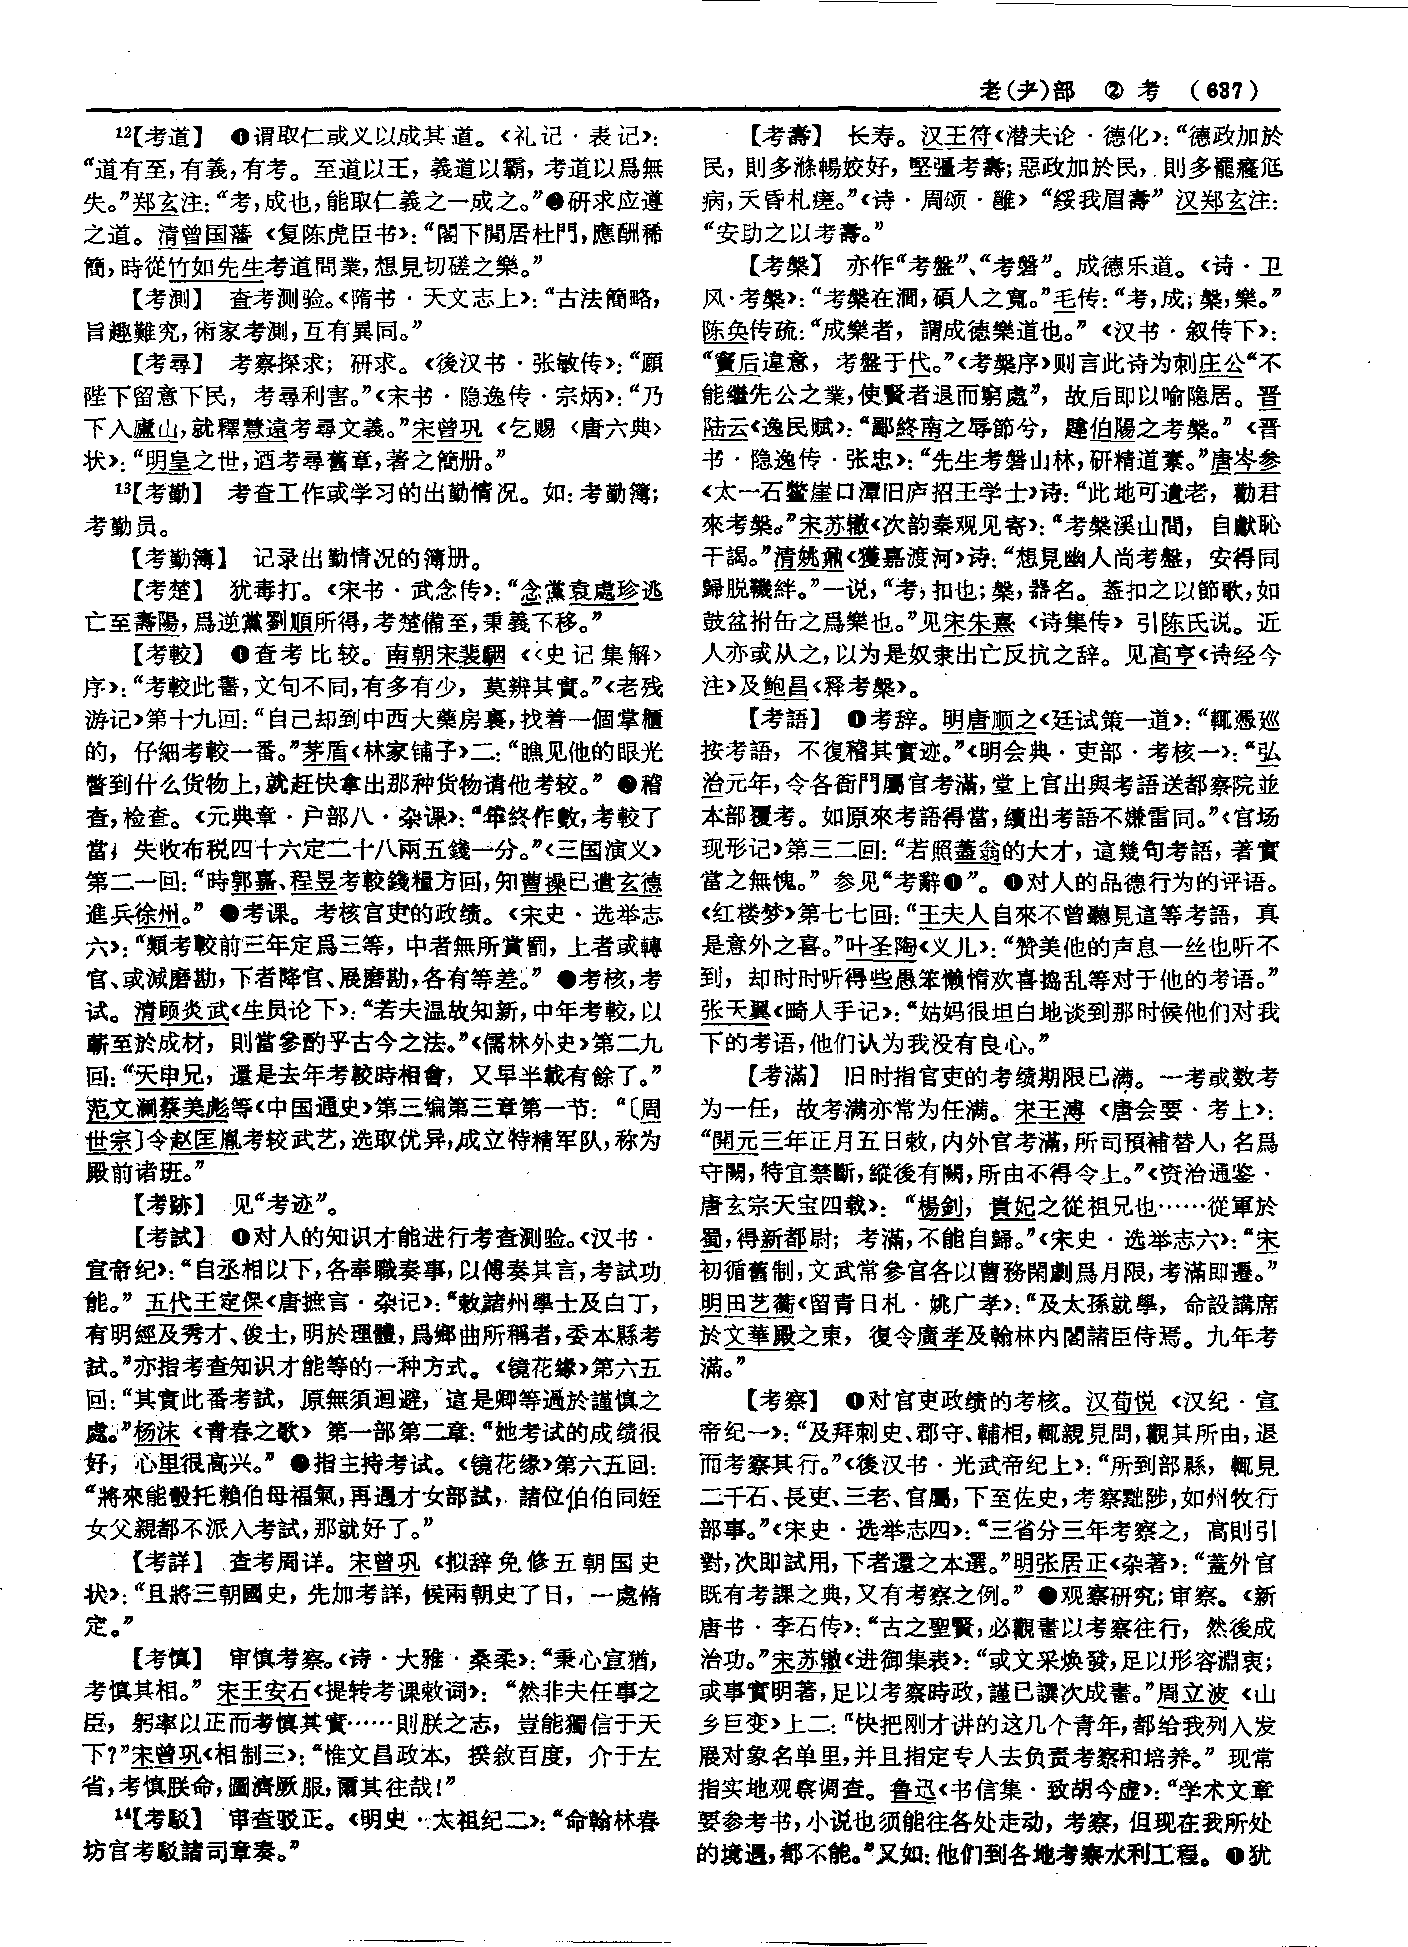 老(耂)部 ② 考 (637)
12【考道】 ❶谓取仁或义以成其道。《礼记·表记》:
“道有至,有義,有考。至道以王,義道以霸,考道以爲無
失。”郑玄注:“考,成也,能取仁義之一成之。”❷研求应遵
之道。清曾国藩《复陈虎臣书》:“閣下閒居杜門,應酬稀
簡,時從竹如先生考道問業,想見切磋之樂。”
【考測】 查考测验。《隋书·天文志上》:“古法簡略,
旨趣難究,術家考測,互有異同。”
【考尋】 考察探求;研求。《後汉书·张敏传》:“願
陛下留意下民,考尋利害。”《宋书·隐逸传·宗炳》:“乃
下入廬山,就釋慧遠考尋文義。”宋曾巩《乞赐〈唐六典〉
状》:“明皇之世,迺考尋舊章,著之簡册。”
13【考勤】 考查工作或学习的出勤情况。如:考勤簿;
考勤员。
【考勤簿】 记录出勤情况的簿册。
【考楚】 犹毒打。《宋书·武念传》:“念黨袁處珍逃
亡至壽陽,爲逆黨劉順所得,考楚備至,秉義不移。”
【考較】 ❶查考比较。南朝宋裴駰《〈史记集解〉
序》:“考較此書,文句不同,有多有少,莫辨其實。”《老残
游记》第十九回:“自己却到中西大藥房裏,找着一個掌櫃
的,仔細考較一番。”茅盾《林家铺子》二:“瞧见他的眼光
瞥到什么货物上,就赶快拿出那种货物请他考较。” ❷稽
查,检查。《元典章·户部八·杂课》:“年終作數,考較了
當,失收布税四十六定二十八兩五錢一分。”《三国演义》
第二一回:“時郭嘉、程昱考較錢糧方回,知曹操已遣玄德
進兵徐州。” ❸考课。考核官吏的政绩。《宋史·选举志
六》:“類考較前三年定爲三等,中者無所賞罰,上者或轉
官、或減磨勘,下者降官、展磨勘,各有等差。” ❹考核,考
试。清顾炎武《生员论下》:“若夫温故知新,中年考較,以
蘄至於成材,則當參酌乎古今之法。”《儒林外史》第二九
回:“天申兄,還是去年考較時相會,又早半載有餘了。”
范文澜蔡美彪等《中国通史》第三编第三章第一节:“〔周
世宗〕令赵匡胤考较武艺,选取优异,成立特精军队,称为
殿前诸班。”
【考跡】 见“考迹”。
【考試】 ❶对人的知识才能进行考查测验。《汉书·
宣帝纪》:“自丞相以下,各奉職奏事,以傅奏其言,考試功
能。” 五代王定保《唐摭言·杂记》:“敕諸州學士及白丁,
有明經及秀才、俊士,明於理體,爲鄉曲所稱者,委本縣考
試。”亦指考查知识才能等的一种方式。《镜花缘》第六五
回:“其實此番考試,原無須迴避,這是卿等過於謹慎之
處。”杨沫《青春之歌》第一部第二章:“她考试的成绩很
好,心里很高兴。” ❷指主持考试。《镜花缘》第六五回:
“將來能彀托賴伯母福氣,再過才女部試,諸位伯伯同姪
女父親都不派入考試,那就好了。”
【考詳】 查考周详。宋曾巩《拟辞免修五朝国史
状》:“且將三朝國史,先加考詳,候兩朝史了日,一處脩
定。”
【考慎】 审慎考察。《诗·大雅·桑柔》:“秉心宣猶,
考慎其相。” 宋王安石《提转考课敕词》:“然非夫任事之
臣,躬率以正而考慎其實……則朕之志,豈能獨信于天
下?”宋曾巩《相制三》:“惟文昌政本,揆敘百度,介于左
省,考慎朕命,圖濟厥服,爾其往哉!”
14【考駁】 审查驳正。《明史·太祖纪二》:“命翰林春
坊官考駁諸司章奏。”
【考壽】 长寿。汉王符《潜夫论·德化》:“德政加於
民,則多滌暢姣好,堅彊考壽;惡政加於民,則多罷癃尫
病,夭昏札瘥。”《诗·周颂·雝》“綏我眉壽” 汉郑玄注:
“安助之以考壽。”
【考槃】 亦作“考盤”、“考磐”。成德乐道。《诗·卫
风·考槃》:“考槃在澗,碩人之寬。”毛传:“考,成;槃,樂。”
陈奂传疏:“成樂者,謂成德樂道也。”《汉书·叙传下》:
“竇后違意,考盤于代。”《考槃序》则言此诗为刺庄公“不
能繼先公之業,使賢者退而窮處”,故后即以喻隐居。晋
陆云《逸民赋》:“鄙終南之辱節兮,韙伯陽之考槃。”《晋
书·隐逸传·张忠》:“先生考磐山林,研精道素。”唐岑参
《太一石鳖崖口潭旧庐招王学士》诗:“此地可遺老,勸君
來考槃。”宋苏辙《次韵秦观见寄》:“考槃溪山間,自獻恥
干謁。”清姚鼐《獲嘉渡河》诗:“想見幽人尚考盤,安得同
歸脱鞿絆。”一说,“考,扣也;槃,器名。蓋扣之以節歌,如
鼓盆拊缶之爲樂也。”见宋朱熹《诗集传》引陈氏说。近
人亦或从之,以为是奴隶出亡反抗之辞。见高亨《诗经今
注》及鲍昌《释考槃》。
【考語】 ❶考辞。明唐顺之《廷试策一道》:“輒憑廵
按考語,不復稽其實迹。”《明会典·吏部·考核一》:“弘
治元年,令各衙門屬官考滿,堂上官出與考語送都察院並
本部覆考。如原來考語得當,續出考語不嫌雷同。”《官场
现形记》第三二回:“若照藎翁的大才,這幾句考語,著實
當之無愧。” 参见“考辭❶”。❷对人的品德行为的评语。
《红楼梦》第七七回:“王夫人自來不曾聽見這等考語,真
是意外之喜。”叶圣陶《义儿》:“赞美他的声息一丝也听不
到,却时时听得些愚笨懒惰欢喜捣乱等对于他的考语。”
张天翼《畸人手记》:“姑妈很坦白地谈到那时候他们对我
下的考语,他们认为我没有良心。”
【考滿】 旧时指官吏的考绩期限已满。一考或数考
为一任,故考满亦常为任满。宋王溥《唐会要·考上》:
“開元三年正月五日敕,内外官考滿,所司預補替人,名爲
守闕,特宜禁斷,縱後有闕,所由不得令上。”《资治通鉴·
唐玄宗天宝四载》:“楊釗,貴妃之從祖兄也……從軍於
蜀,得新都尉;考滿,不能自歸。”《宋史·选举志六》:“宋
初循舊制,文武常參官各以曹務閑劇爲月限,考滿即遷。”
明田艺蘅《留青日札·姚广孝》:“及太孫就學,命設講席
於文華殿之東,復令廣孝及翰林内閣諸臣侍焉。九年考
滿。”
【考察】 ❶对官吏政绩的考核。汉荀悦《汉纪·宣
帝纪一》:“及拜刺史、郡守、輔相,輒親見問,觀其所由,退
而考察其行。”《後汉书·光武帝纪上》:“所到部縣,輒見
二千石、長吏、三老、官屬,下至佐史,考察黜陟,如州牧行
部事。”《宋史·选举志四》:“三省分三年考察之,高則引
對,次即試用,下者還之本選。”明张居正《杂著》:“蓋外官
既有考課之典,又有考察之例。” ❷观察研究;审察。《新
唐书·李石传》:“古之聖賢,必觀書以考察往行,然後成
治功。”宋苏辙《进御集表》:“或文采焕發,足以形容淵衷;
或事實明著,足以考察時政,謹已譔次成書。”周立波《山
乡巨变》上二:“快把刚才讲的这几个青年,都给我列入发
展对象名单里,并且指定专人去负责考察和培养。” 现常
指实地观察调查。鲁迅《书信集·致胡今虚》:“学术文章
要参考书,小说也须能往各处走动,考察,但现在我所处
的境遇,都不能。”又如:他们到各地考察水利工程。❸犹